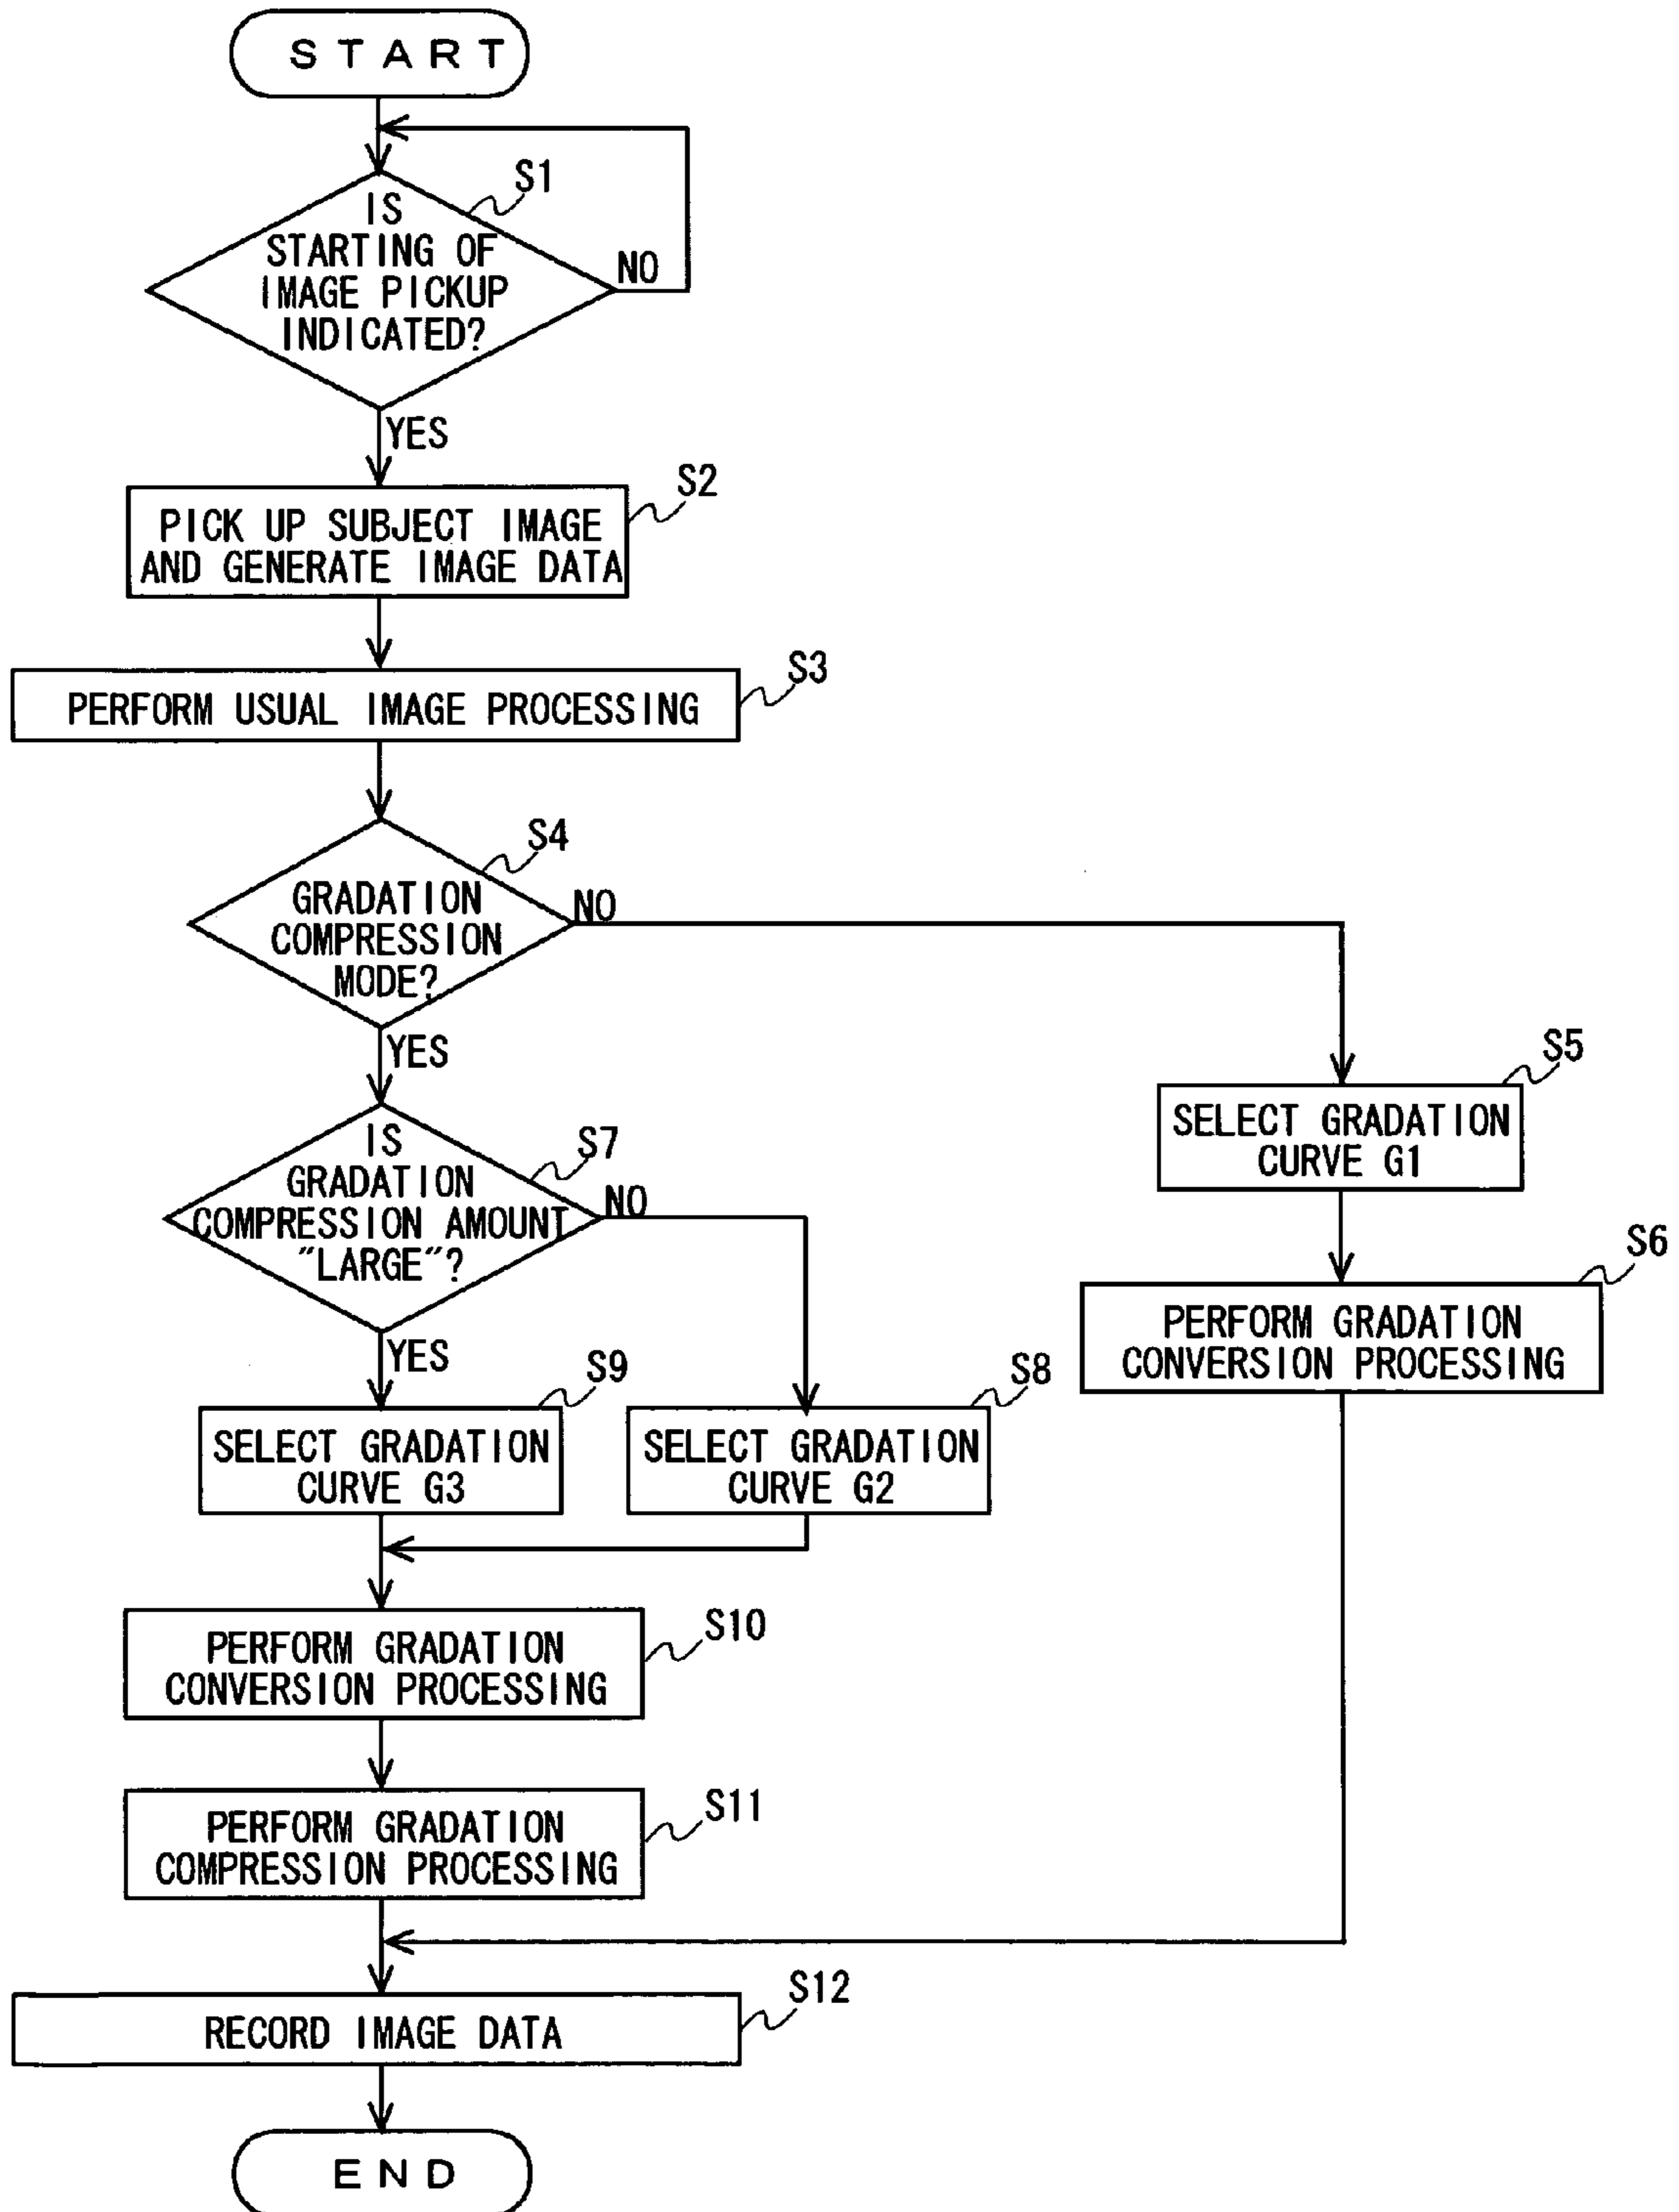 START
S1
IS
STARTING OF
IMAGE PICKUP
INDICATED?
NO
YES
S2
PICK UP SUBJECT IMAGE
AND GENERATE IMAGE DATA
S3
PERFORM USUAL IMAGE PROCESSING
S4
GRADATION
COMPRESSION
MODE?
NO
YES
S5
SELECT GRADATION
CURVE G1
S6
PERFORM GRADATION
CONVERSION PROCESSING
S7
IS
GRADATION
COMPRESSION AMOUNT
"LARGE"?
NO
YES
S8
SELECT GRADATION
CURVE G2
S9
SELECT GRADATION
CURVE G3
S10
PERFORM GRADATION
CONVERSION PROCESSING
S11
PERFORM GRADATION
COMPRESSION PROCESSING
S12
RECORD IMAGE DATA
END